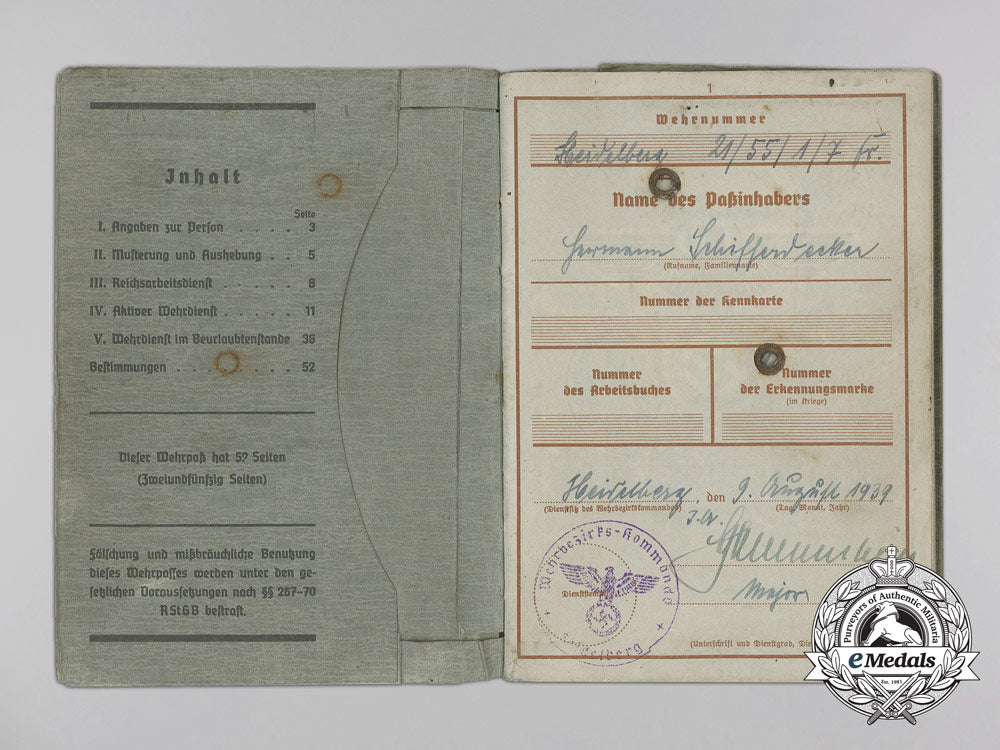 Inhalt
Seite
I. Angaben zur Person . . . . 3
II. Musterung und Aushebung . . 5
III. Reichsarbeitsdienst . . . . . 8
IV. Aktiver Wehrdienst . . . . . 11
V. Wehrdienst im Beurlaubtenstande 36
Bestimmungen . . . . . . . . 52
Dieser Wehrpaß hat 52 Seiten
(Zweiundfünfzig Seiten)
Fälschung und mißbräuchliche Benutzung
dieses Wehrpasses werden unter den ge-
setzlichen Voraussetzungen nach §§ 267-70
RStGB bestraft.
1
Wehrnummer
Heidelberg 21/55/1/7
Name des Paßinhabers
Hermann Schifferdecker
(Rufname, Familienname)
Nummer der Kennkarte
Nummer
des Arbeitsbuches
Nummer
der Erkennungsmarke
(im Kriege)
Heidelberg, den 9. August 1939
(Dienstsitz des Wehrbezirkskommandos)
(Tag, Monat, Jahr)
J.A.
Wehrbezirks-Kommando
Heidelberg
Major
(Unterschrift und Dienstgrad,
Purveyors of Authentic Militaria
eMedals
Est. 1981